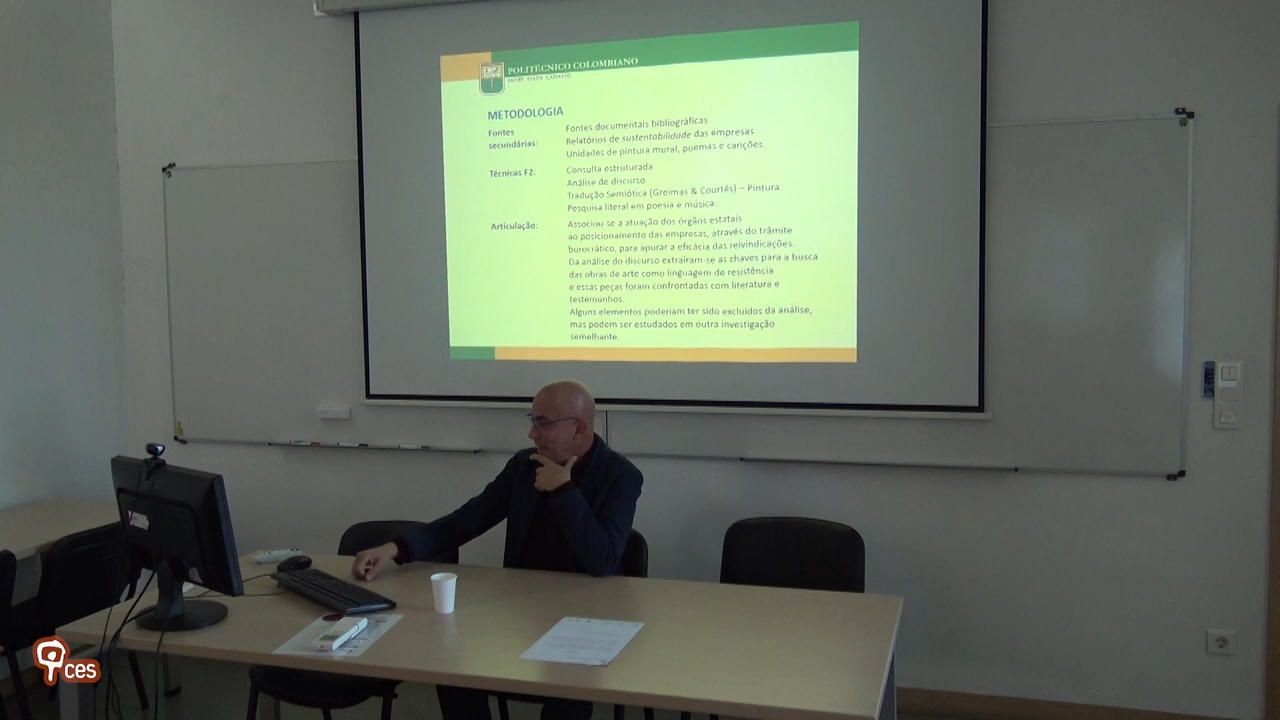 POLITÉCNICO COLOMBIANO
JAIME ISAZA CADAVID
METODOLOGIA
Fontes secundárias:
Fontes documentais bibliográficas
Relatórios de sustentabilidade das empresas
Unidades de pintura mural, poemas e canções.
Técnicas F2:
Consulta estruturada
Análise de discurso
Tradução Semiótica (Greimas & Courtés) – Pintura.
Pesquisa literal em poesia e música.
Articulação:
Associou-se a atuação dos órgãos estatais
ao posicionamento das empresas, através do trâmite
burocrático, para apurar a eficácia das reivindicações.
Da análise do discurso extraíram-se as chaves para a busca
das obras de arte como linguagem de resistência
e essas peças foram confrontadas com literatura e
testemunhos.
Alguns elementos poderiam ter sido excluídos da análise,
mas podem ser estudados em outra investigação
semelhante.
ces